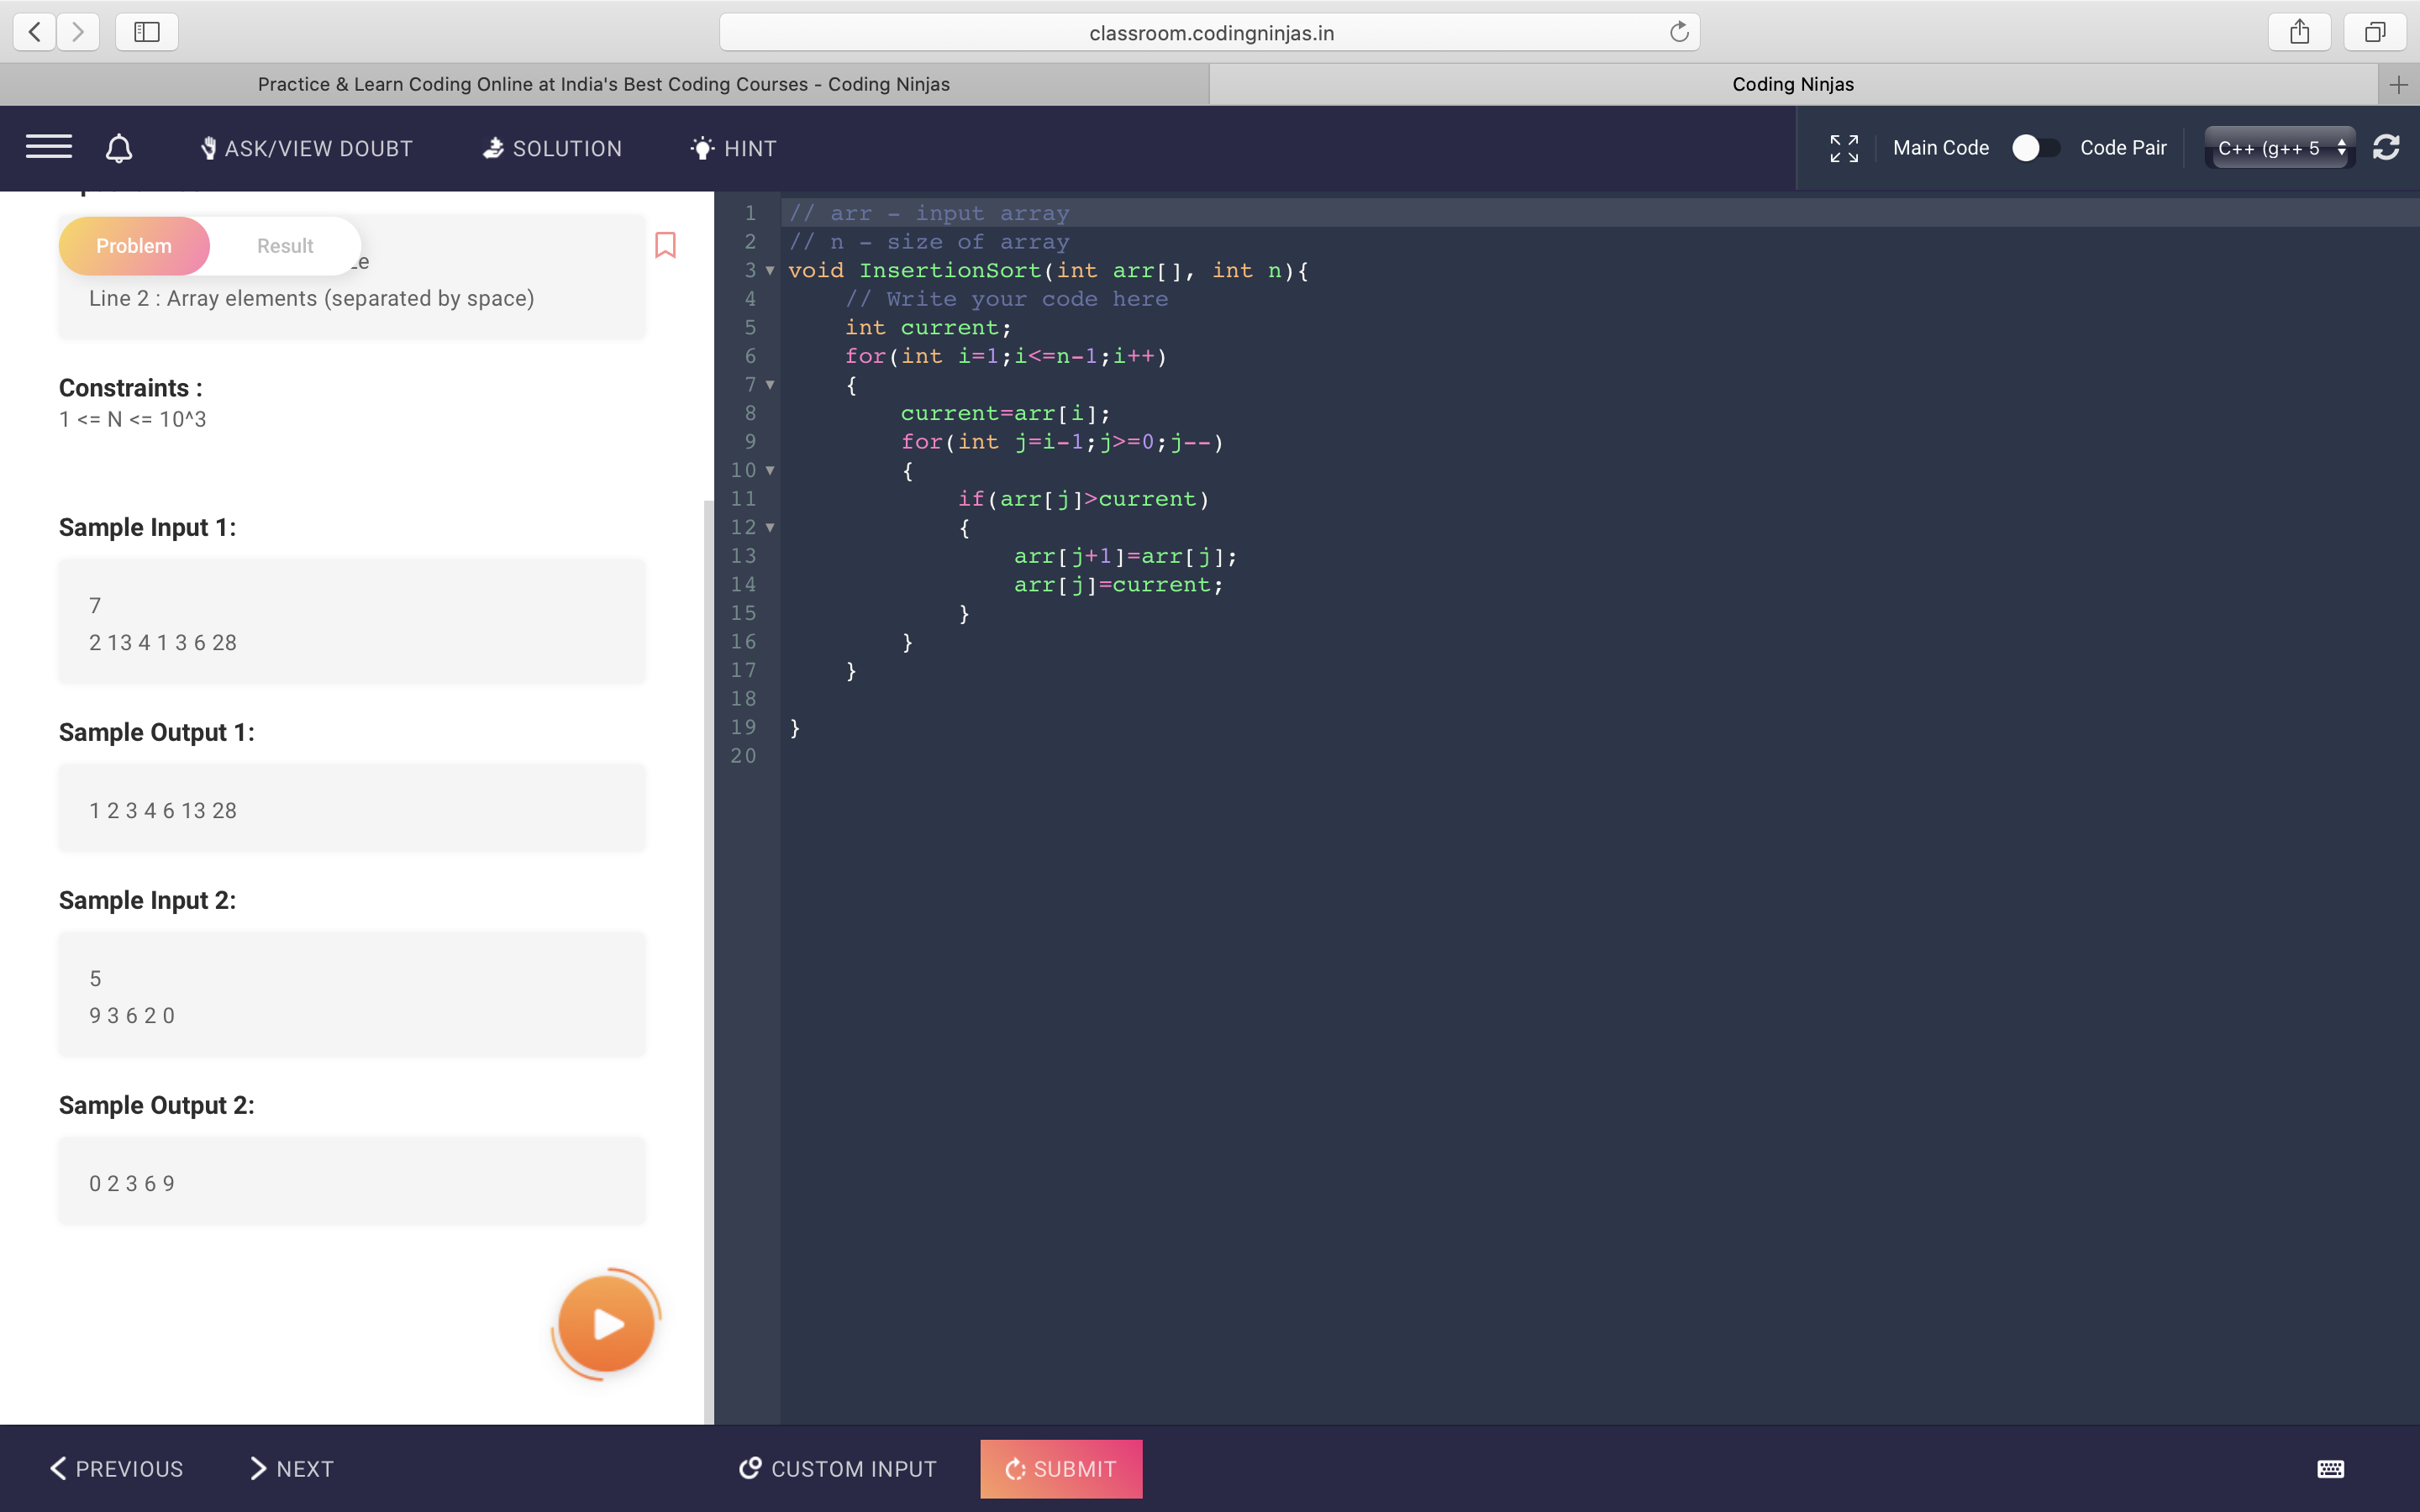 classroom.codingninjas.in
Practice & Learn Coding Online at India's Best Coding Courses - Coding Ninjas
Coding Ninjas
ASK/VIEW DOUBT
SOLUTION
HINT
Main Code
Code Pair
C++ (g++ 5
Problem
Result
Line 2 : Array elements (separated by space)
Constraints :
1 <= N <= 10^3
Sample Input 1:
7
2 13 4 1 3 6 28
Sample Output 1:
1 2 3 4 6 13 28
Sample Input 2:
5
9 3 6 2 0
Sample Output 2:
0 2 3 6 9
1 // arr - input array
2 // n - size of array
3 void InsertionSort(int arr[], int n){
4     // Write your code here
5     int current;
6     for(int i=1;i<=n-1;i++)
7     {
8         current=arr[i];
9         for(int j=i-1;j>=0;j--)
10         {
11             if(arr[j]>current)
12             {
13                 arr[j+1]=arr[j];
14                 arr[j]=current;
15             }
16         }
17     }
18
19 }
20
PREVIOUS
NEXT
CUSTOM INPUT
SUBMIT